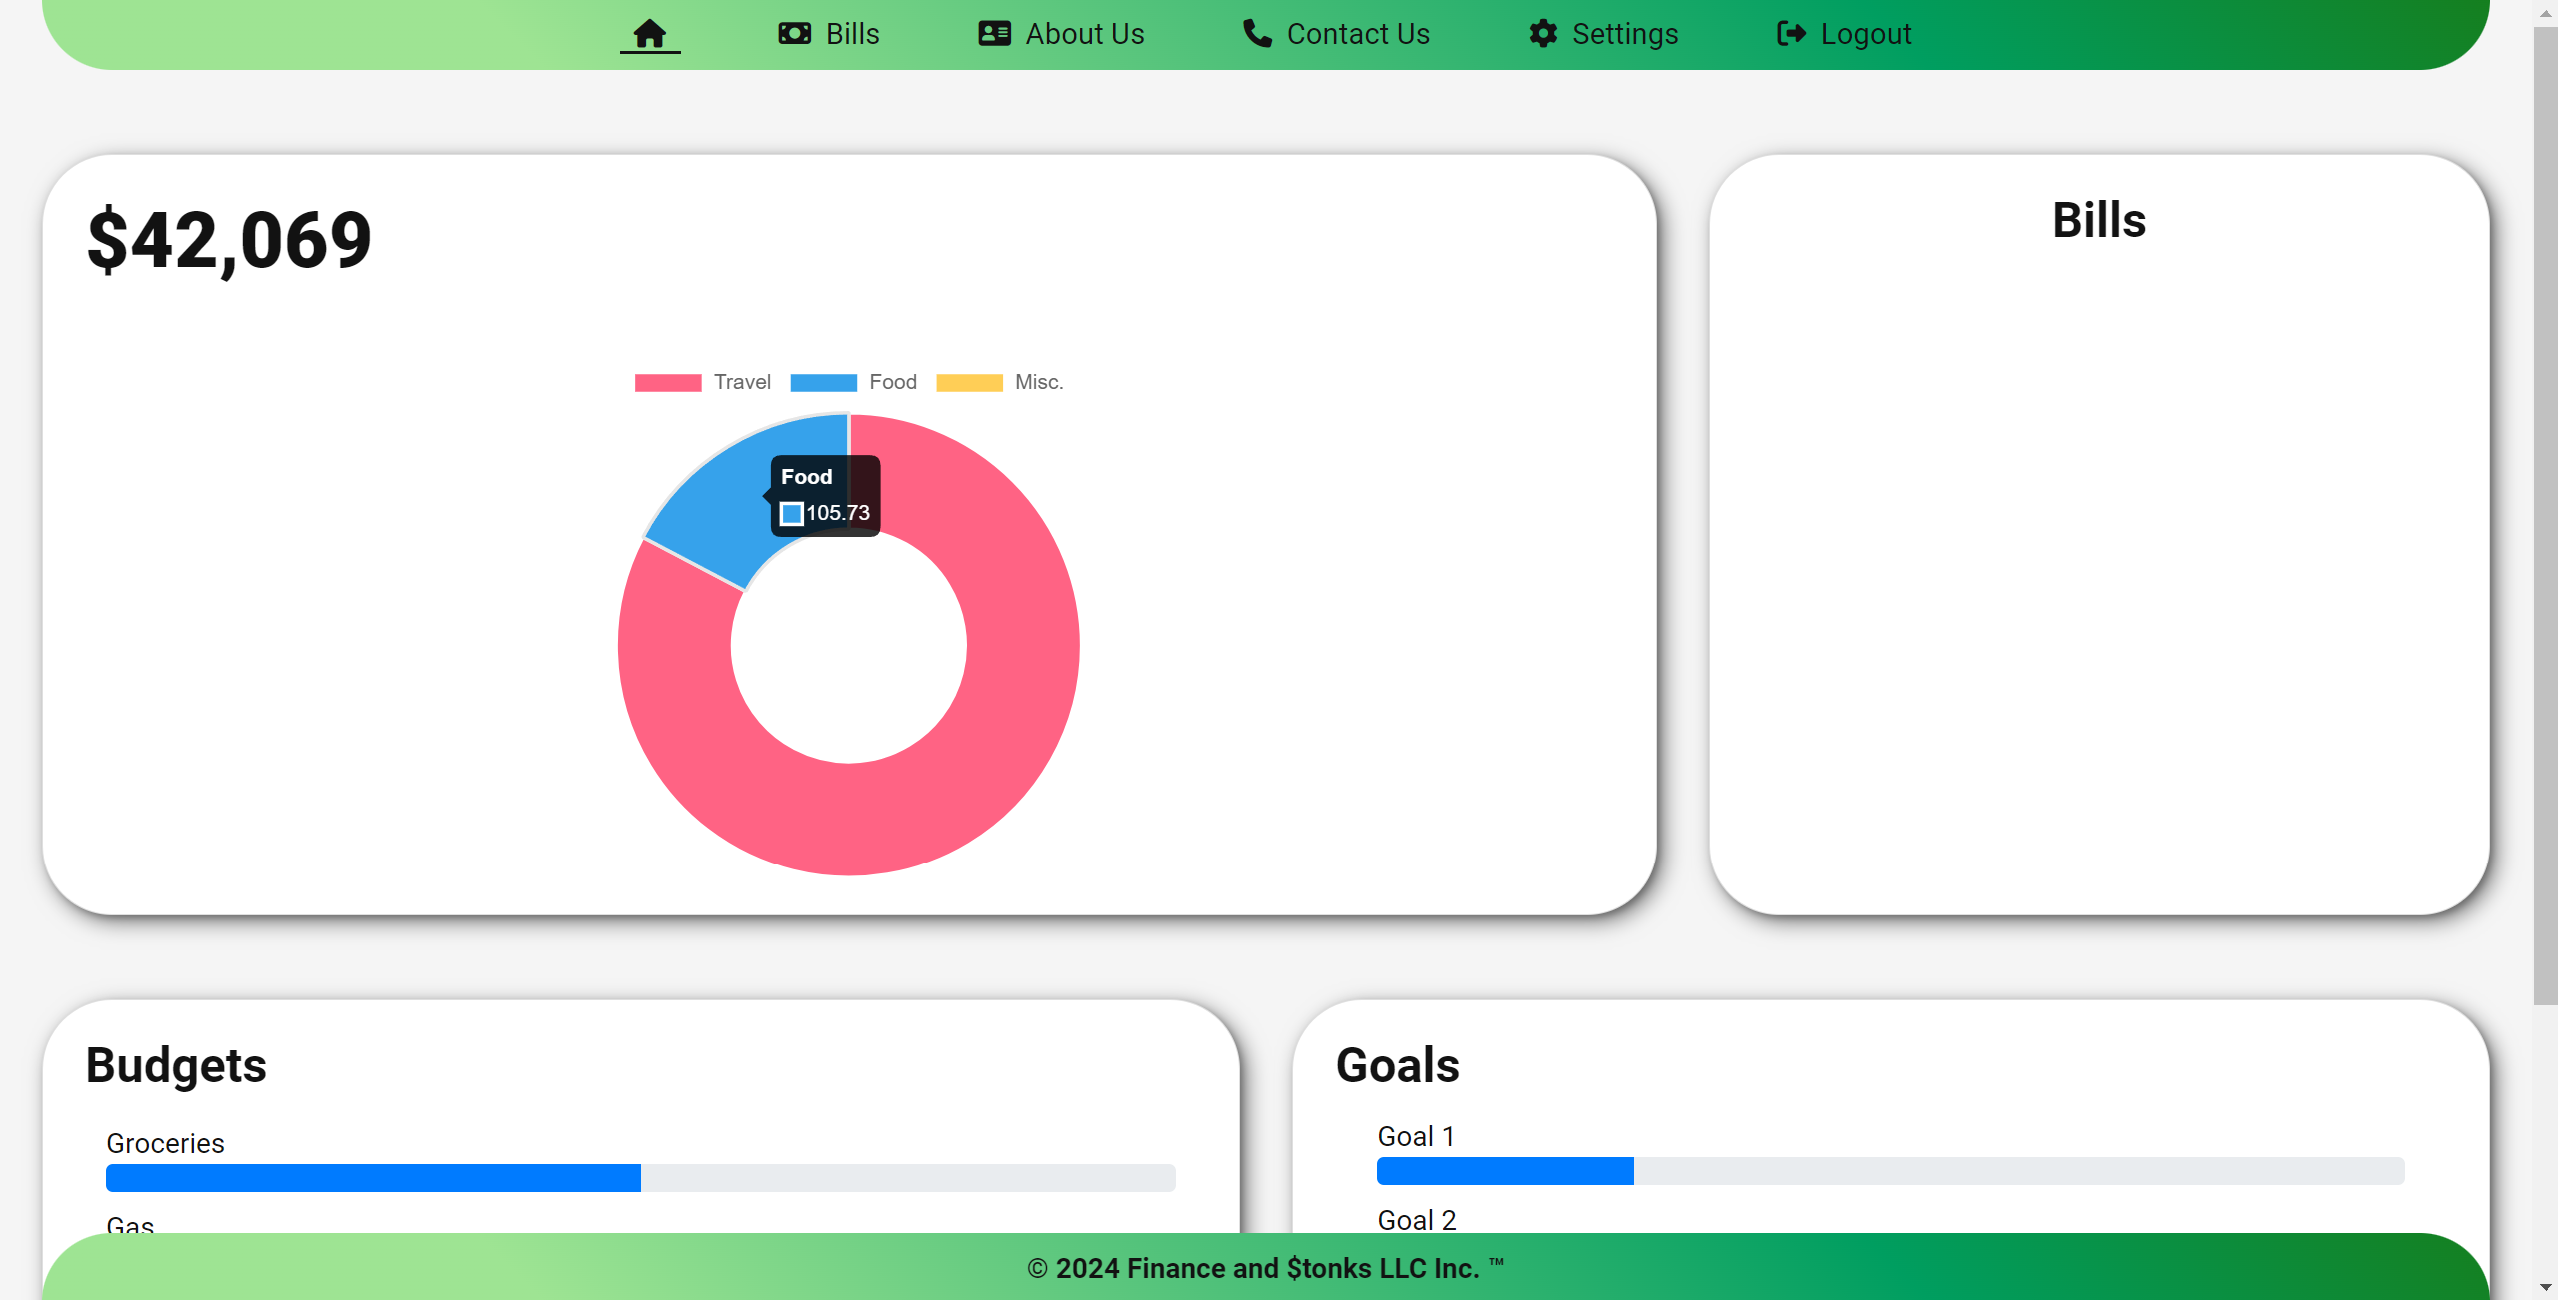 Bills About Us Contact Us Settings Logout
$42,069
Bills
Travel Food Misc.
Food
105.73
Budgets
Groceries
Gas
Goals
Goal 1
Goal 2
© 2024 Finance and $tonks LLC Inc. ™